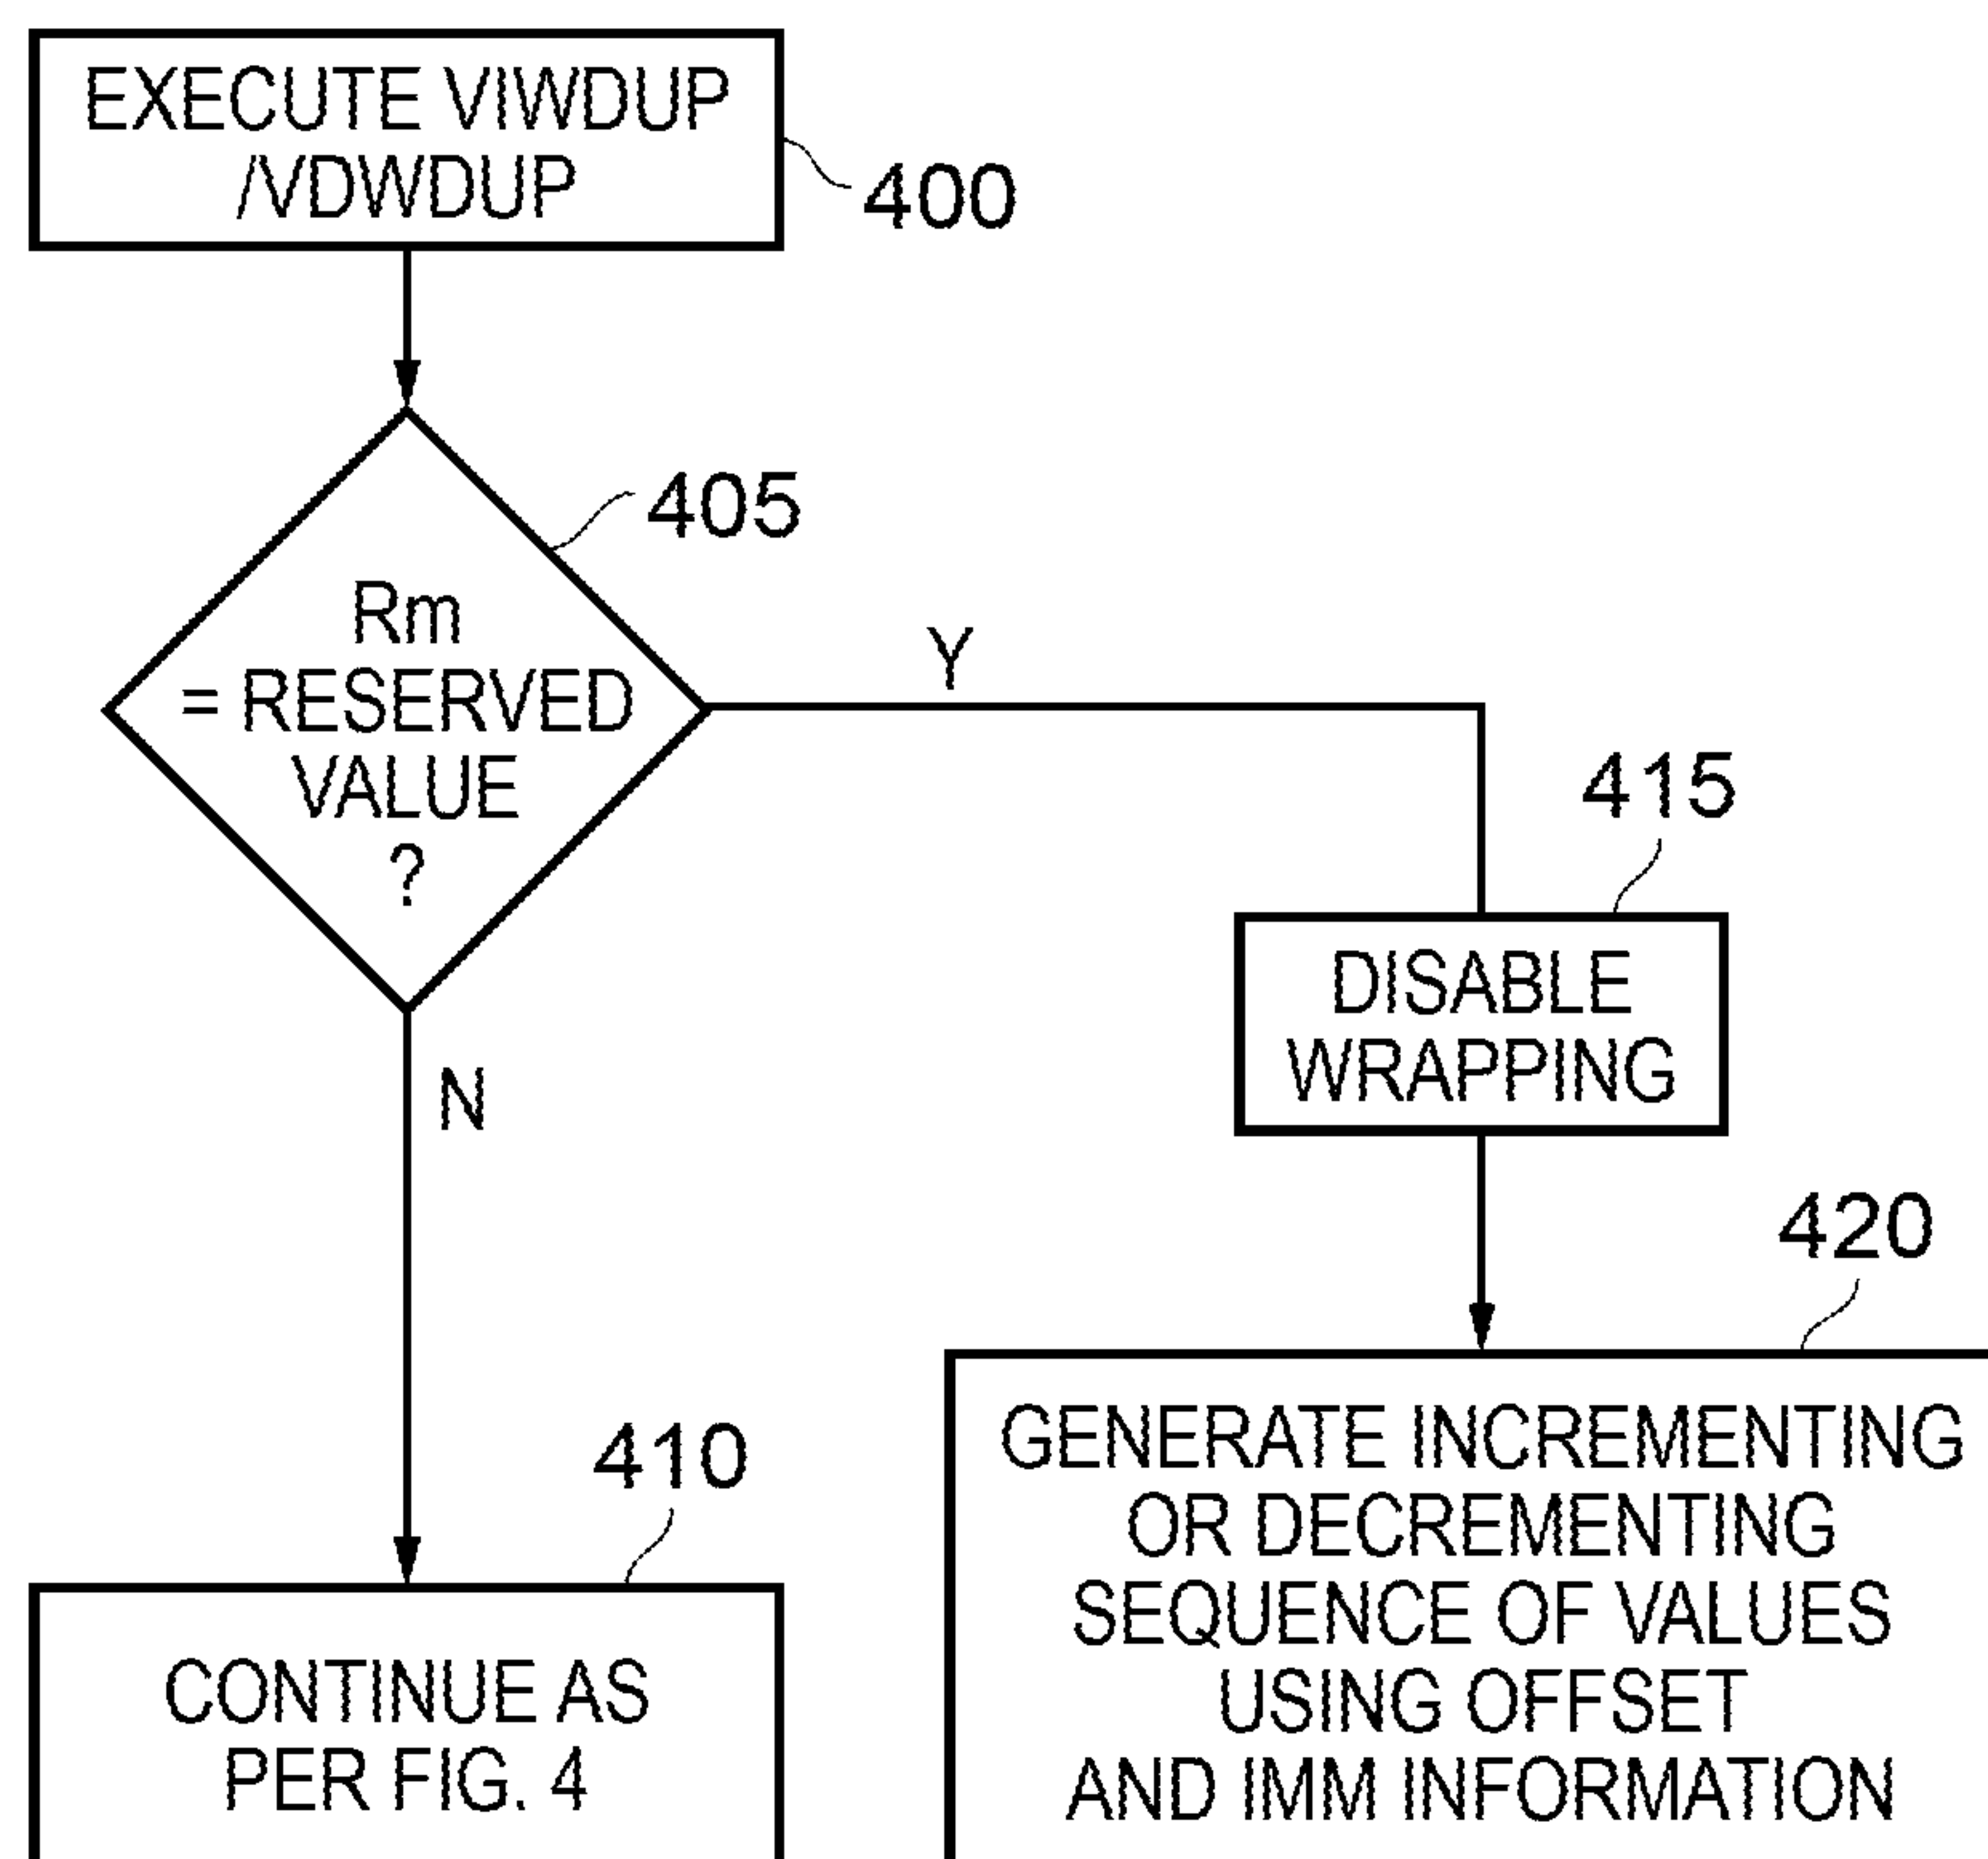 EXECUTE VIWDUP
/VDWDUP
400
405
Rm
= RESERVED
VALUE
?
Y
N
415
DISABLE
WRAPPING
420
GENERATE INCREMENTING
OR DECREMENTING
SEQUENCE OF VALUES
USING OFFSET
AND IMM INFORMATION
410
CONTINUE AS
PER FIG. 4